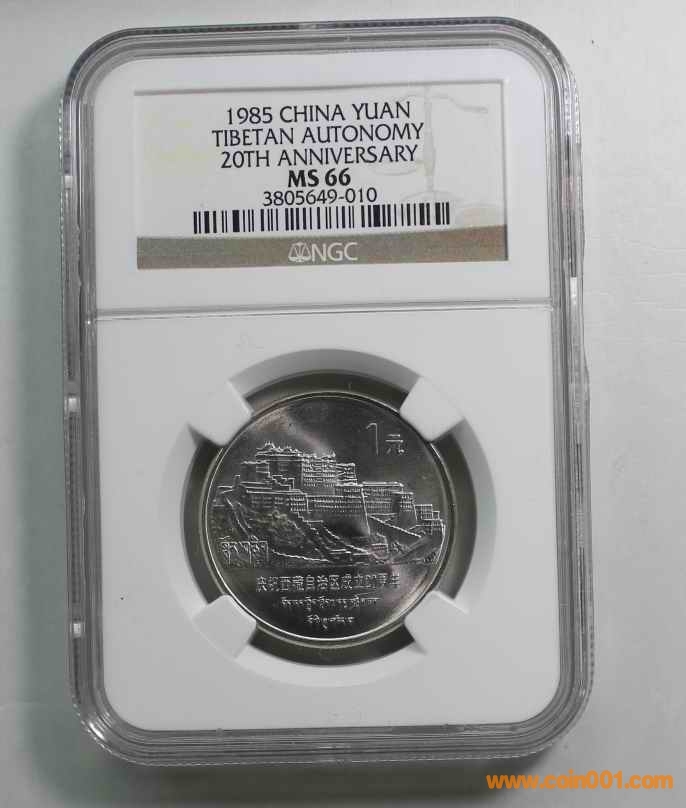 1985 CHINA YUAN
TIBETAN AUTONOMY
20TH ANNIVERSARY
MS 66
3805649-010
NGC
1元
庆祝西藏自治区成立20周年
www.coin001.com